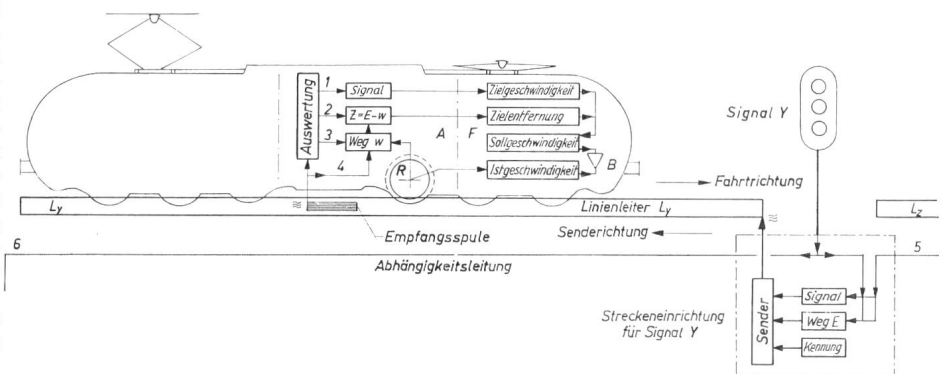 Auswertung
1
Signal
Zielgeschwindigkeit
2
Z=E-w
Zielentfernung
3
Weg w
A
F
Sollgeschwindigkeit
4
R
Istgeschwindigkeit
B
Signal Y
Fahrtrichtung
Ly
Linienleiter Ly
Lz
Empfangsspule
Senderichtung
6
Abhängigkeitsleitung
5
Streckeneinrichtung
für Signal Y
Sender
Signal
Weg E
Kennung